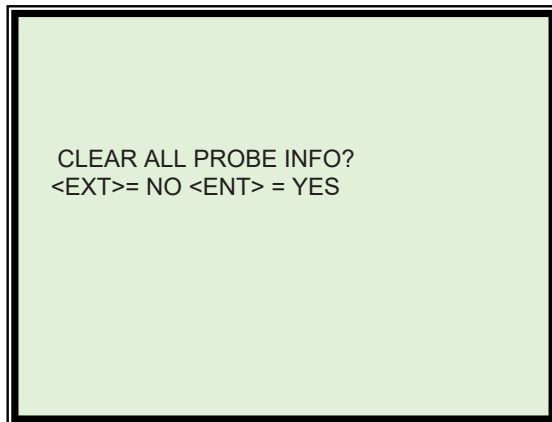 CLEAR ALL PROBE INFO?
<EXT>= NO <ENT> = YES